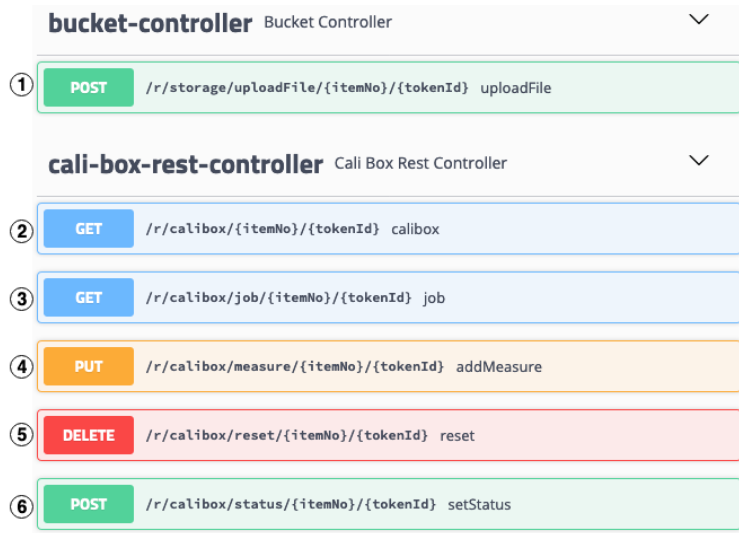 bucket-controller Bucket Controller
① POST /r/storage/uploadFile/{itemNo}/{tokenId} uploadFile
cali-box-rest-controller Cali Box Rest Controller
② GET /r/calibox/{itemNo}/{tokenId} calibox
③ GET /r/calibox/job/{itemNo}/{tokenId} job
④ PUT /r/calibox/measure/{itemNo}/{tokenId} addMeasure
⑤ DELETE /r/calibox/reset/{itemNo}/{tokenId} reset
⑥ POST /r/calibox/status/{itemNo}/{tokenId} setStatus